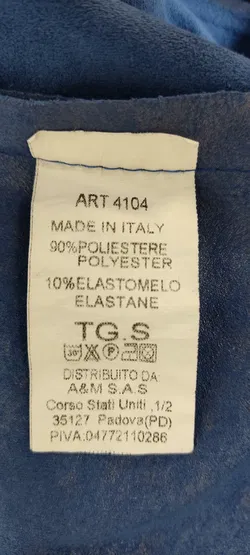 ART 4104
MADE IN ITALY
90%POLIESTERE
POLYESTER
10%ELASTOMELO
ELASTANE
TG.S
DISTRIBUITO DA
A&M S.A.S
Corso Stati Uniti ,1/2
35127 Padova(PD)
PIVA:04772110286